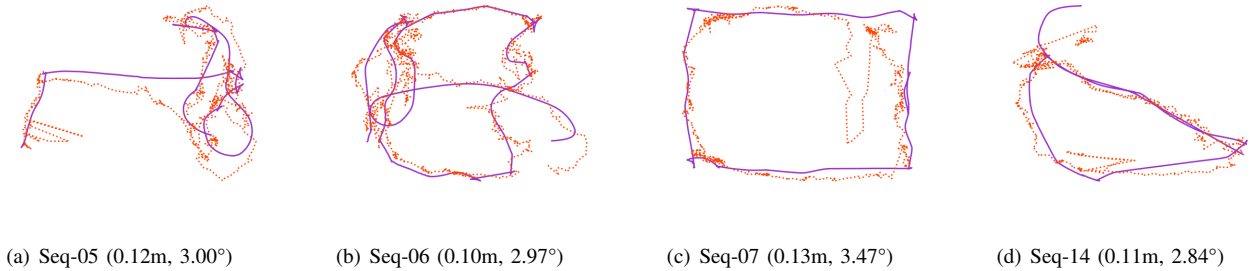 (a) Seq-05 (0.12m, 3.00°)
(b) Seq-06 (0.10m, 2.97°)
(c) Seq-07 (0.13m, 3.47°)
(d) Seq-14 (0.11m, 2.84°)